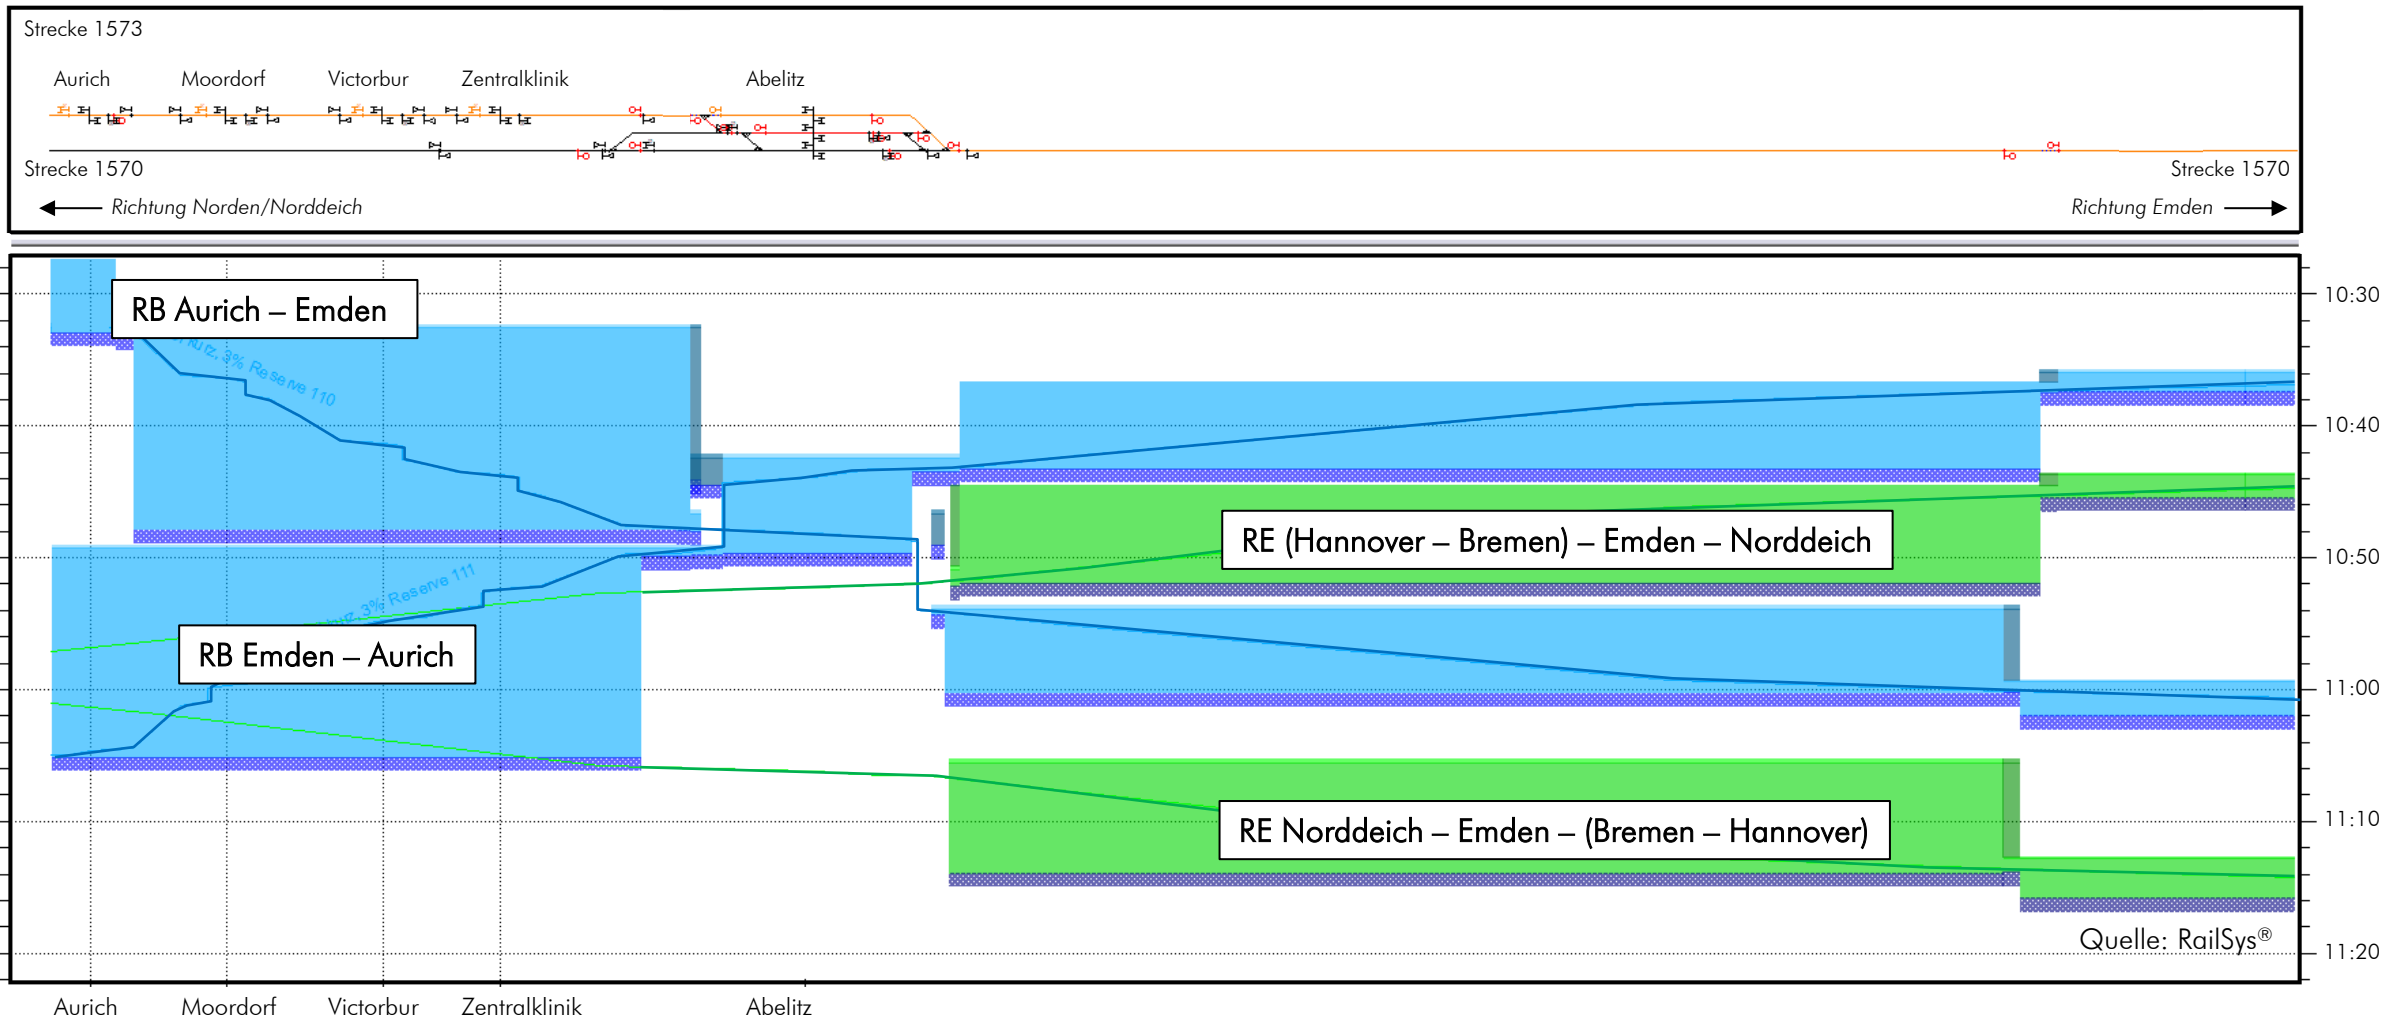 Strecke 1573
Aurich Moordorf Victorbur Zentralklinik Abelitz
Strecke 1570 Strecke 1570
Richtung Norden/Norddeich Richtung Emden
RB Aurich – Emden
10:30
kurz, 3% Reserve 110
10:40
RE (Hannover – Bremen) – Emden – Norddeich
10:50
kurz, 3% Reserve 111
RB Emden – Aurich
11:00
11:10
RE Norddeich – Emden – (Bremen – Hannover)
Quelle: RailSys®
11:20
Aurich Moordorf Victorbur Zentralklinik Abelitz